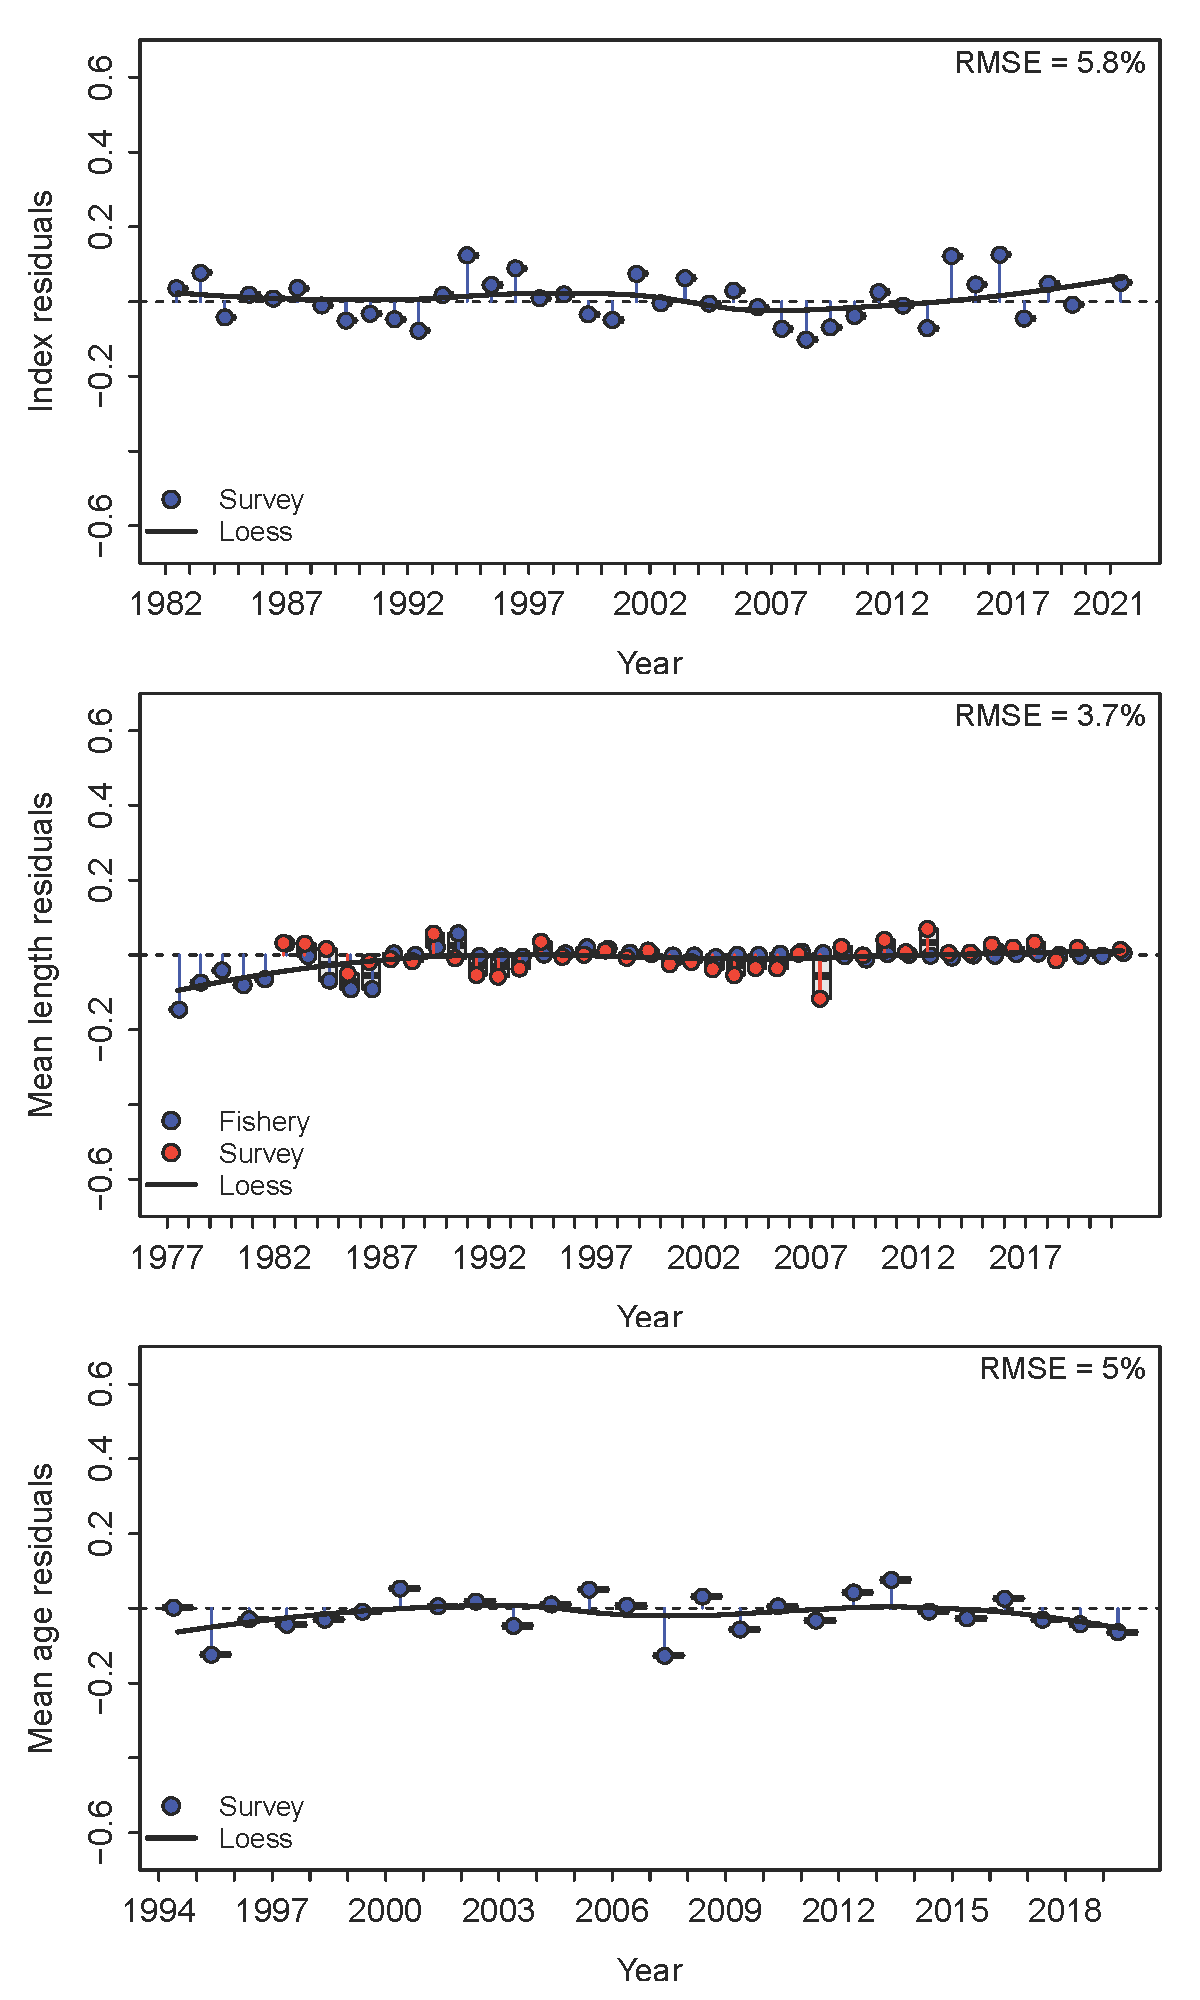 RMSE = 5.8%
Index residuals
0.6
0.4
0.2
−0.2
−0.6
Survey
Loess
1982 1987 1992 1997 2002 2007 2012 2017 2021
Year
RMSE = 3.7%
Mean length residuals
0.6
0.4
0.2
−0.2
−0.6
Fishery
Survey
Loess
1977 1982 1987 1992 1997 2002 2007 2012 2017
Year
RMSE = 5%
Mean age residuals
0.6
0.4
0.2
−0.2
−0.6
Survey
Loess
1994 1997 2000 2003 2006 2009 2012 2015 2018
Year